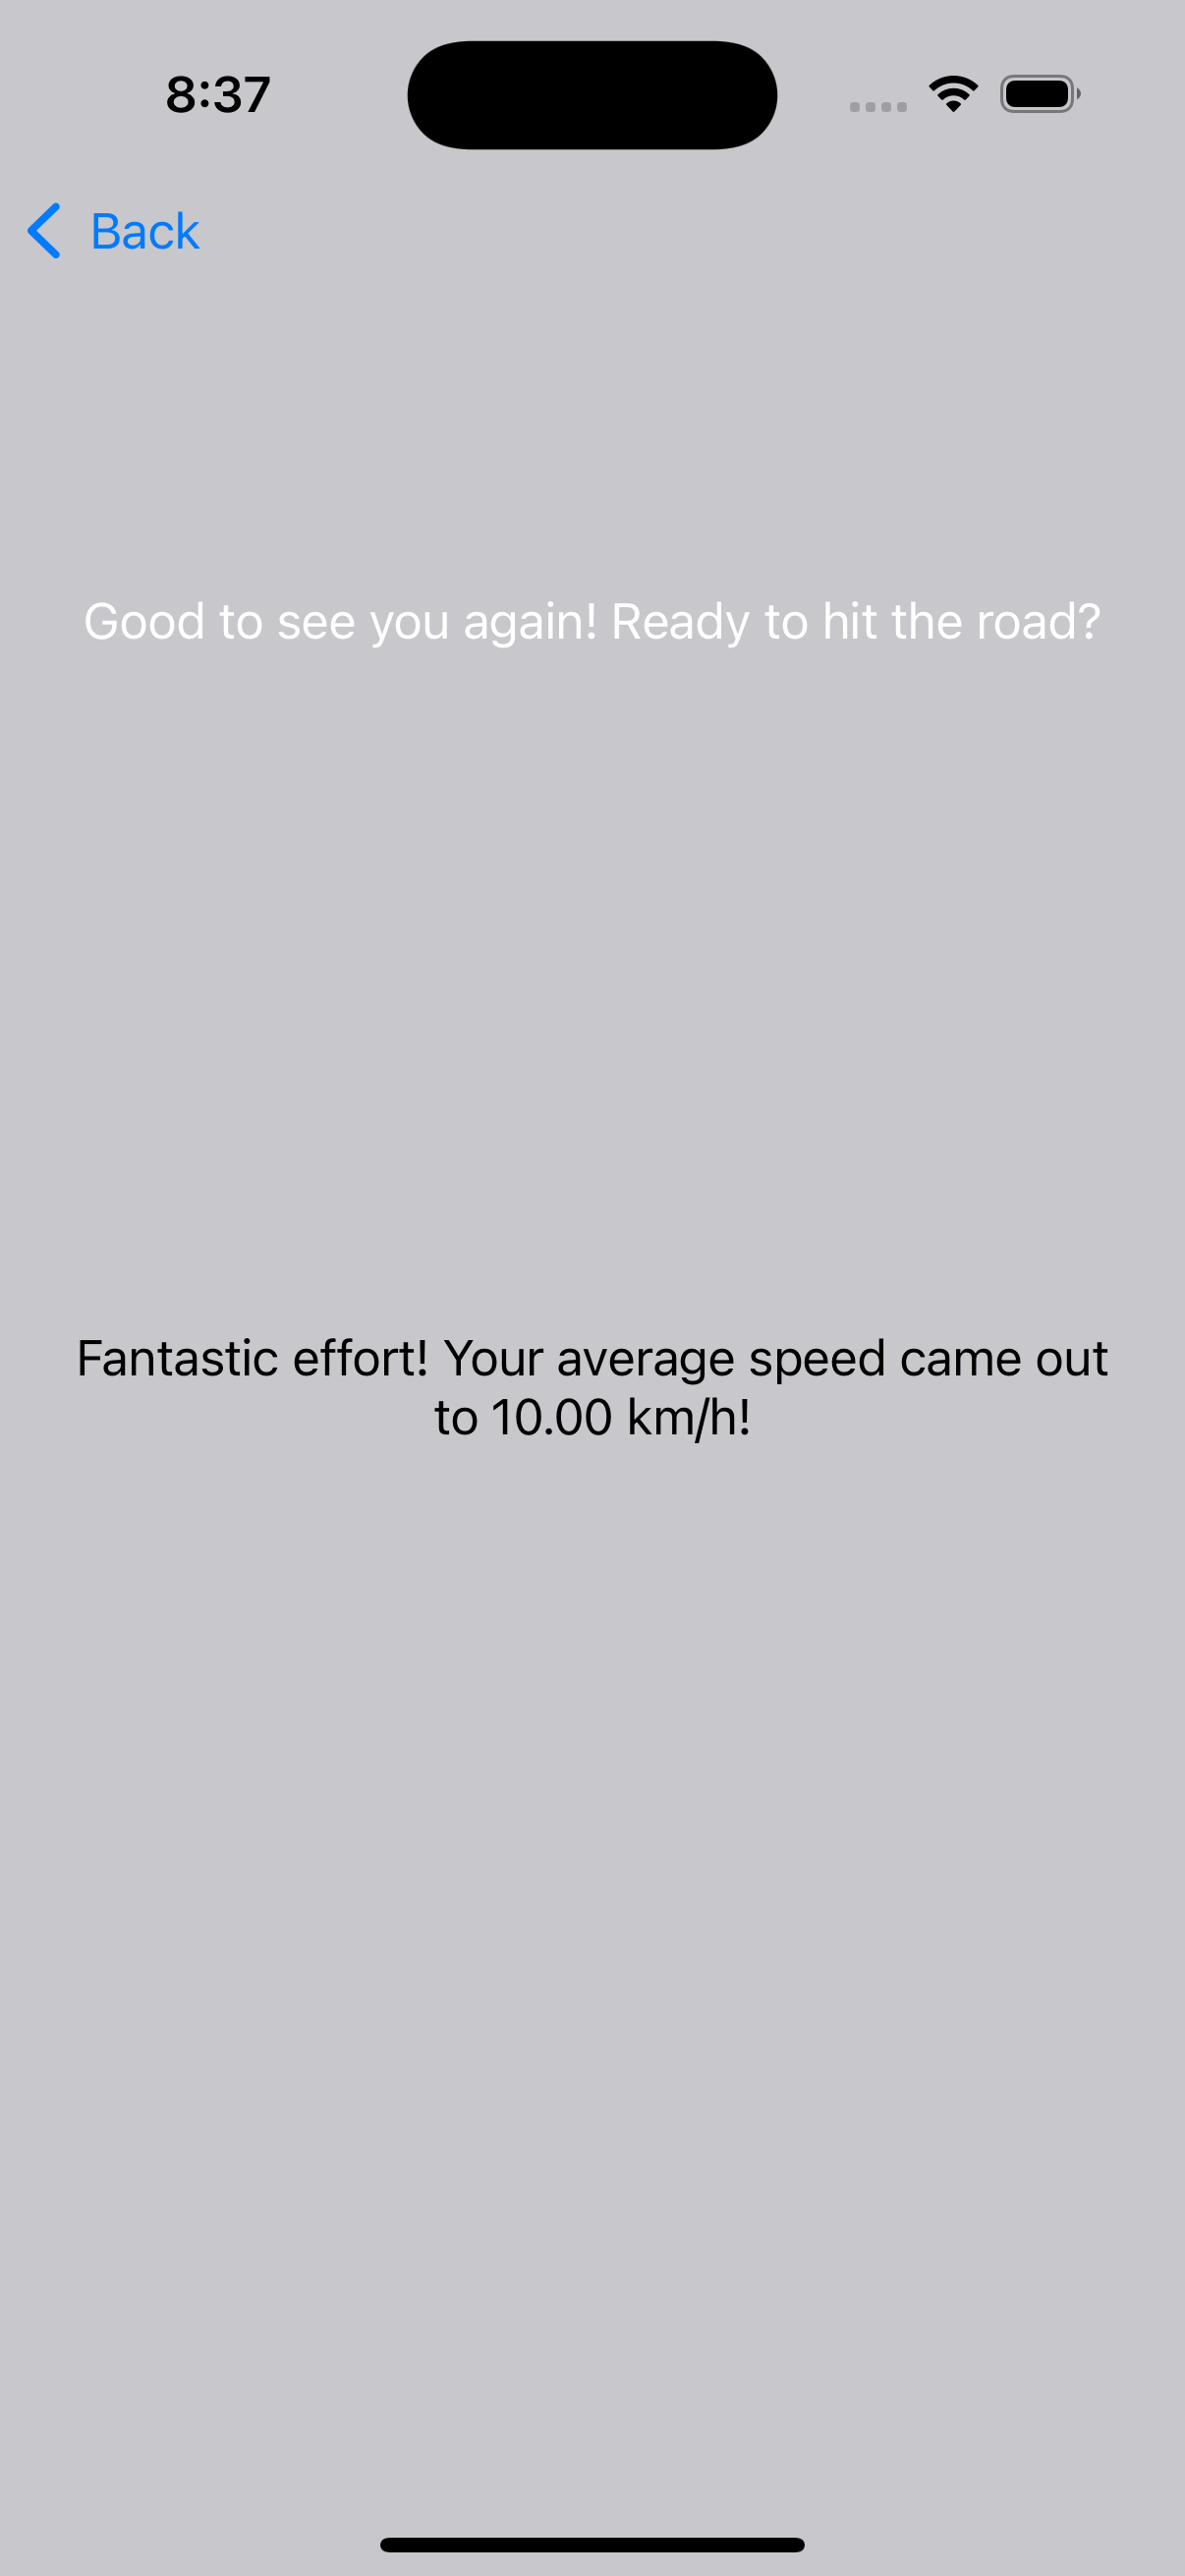 8:37
Back
Good to see you again! Ready to hit the road?
Fantastic effort! Your average speed came out
to 10.00 km/h!